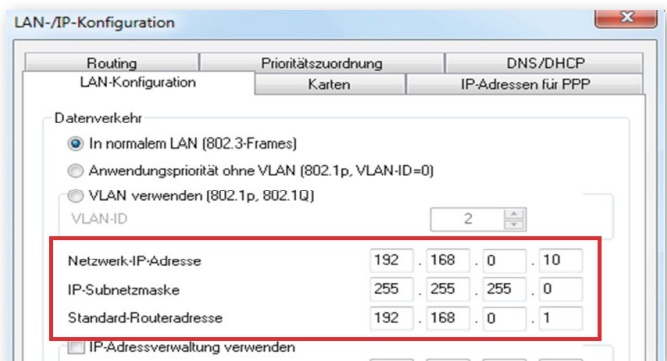 LAN-/IP-Konfiguration
Routing Prioritätszuordnung DNS/DHCP
LAN-Konfiguration Karten IP-Adressen für PPP
Datenverkehr
In normalem LAN (802.3-Frames)
Anwendungspriorität ohne VLAN (802.1p, VLAN-ID=0)
VLAN verwenden (802.1p, 802.1Q)
VLAN-ID 2
Netzwerk-IP-Adresse 192 . 168 . 0 . 10
IP-Subnetzmaske 255 . 255 . 255 . 0
Standard-Routeradresse 192 . 168 . 0 . 1
IP-Adressverwaltung verwenden